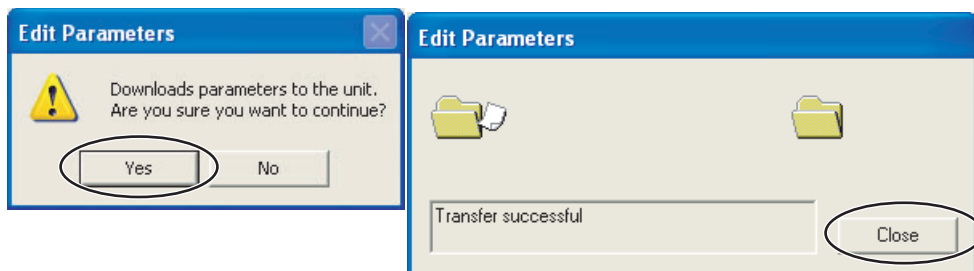 Edit Parameters
Downloads parameters to the unit.
Are you sure you want to continue?
Yes
No
Edit Parameters
Transfer successful
Close